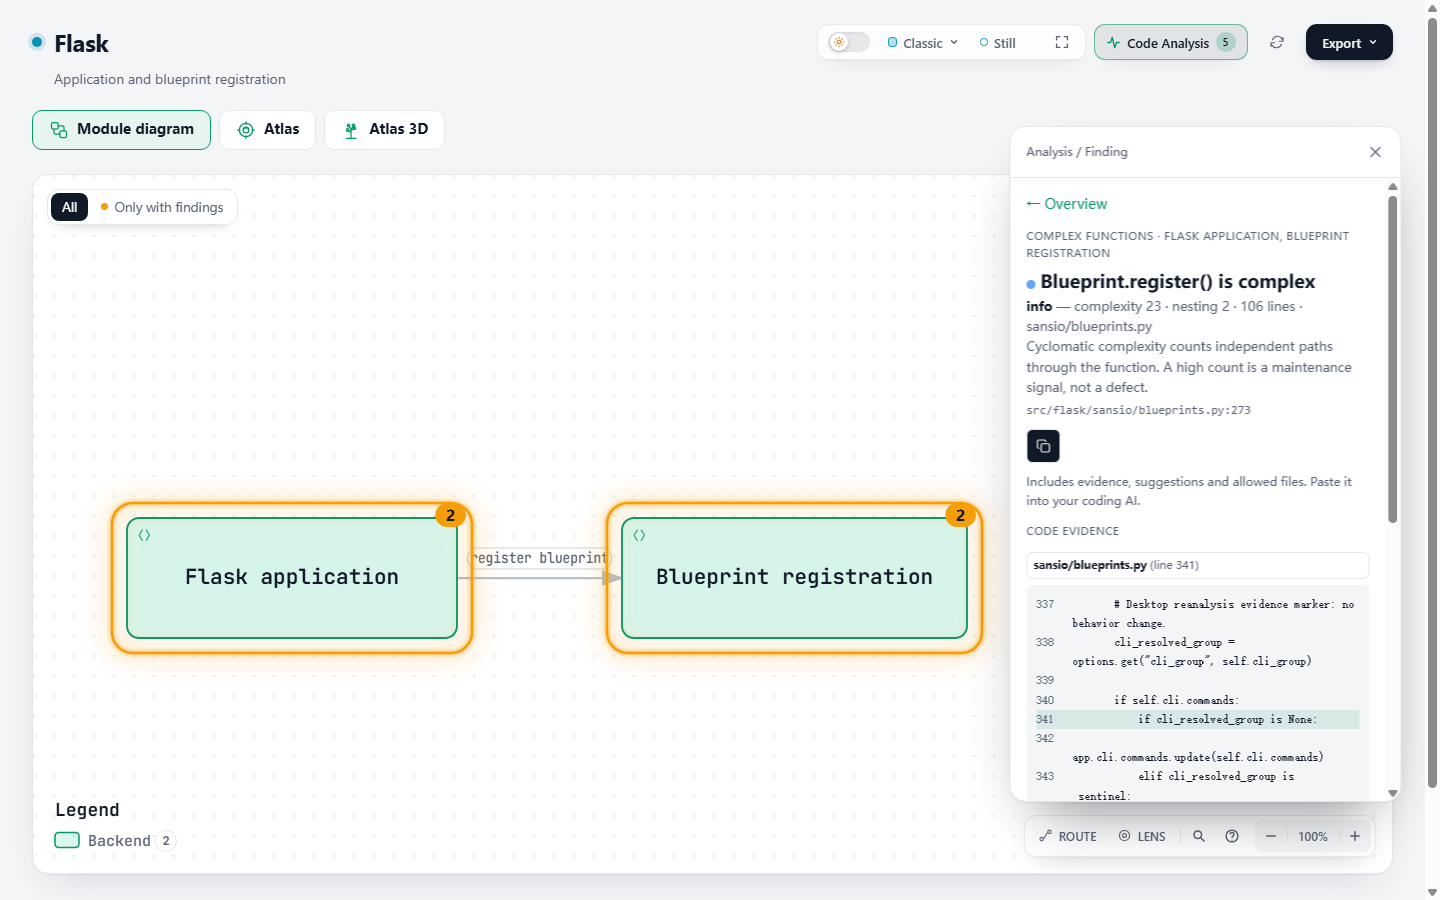 Flask
Application and blueprint registration
Classic
Still
Code Analysis 5
Export
Module diagram
Atlas
Atlas 3D
All
Only with findings
Flask application
2
register blueprint
Blueprint registration
2
Legend
Backend 2
Analysis / Finding
← Overview
COMPLEX FUNCTIONS · FLASK APPLICATION, BLUEPRINT
REGISTRATION
Blueprint.register() is complex
info — complexity 23 · nesting 2 · 106 lines ·
sansio/blueprints.py
Cyclomatic complexity counts independent paths
through the function. A high count is a maintenance
signal, not a defect.
src/flask/sansio/blueprints.py:273
Includes evidence, suggestions and allowed files. Paste it
into your coding AI.
CODE EVIDENCE
sansio/blueprints.py (line 341)
337 # Desktop reanalysis evidence marker: no
behavior change.
338 cli_resolved_group =
options.get("cli_group", self.cli_group)
339
340 if self.cli.commands:
341 if cli_resolved_group is None:
342
app.cli.commands.update(self.cli.commands)
343 elif cli_resolved_group is
_sentinel:
ROUTE
LENS
100%